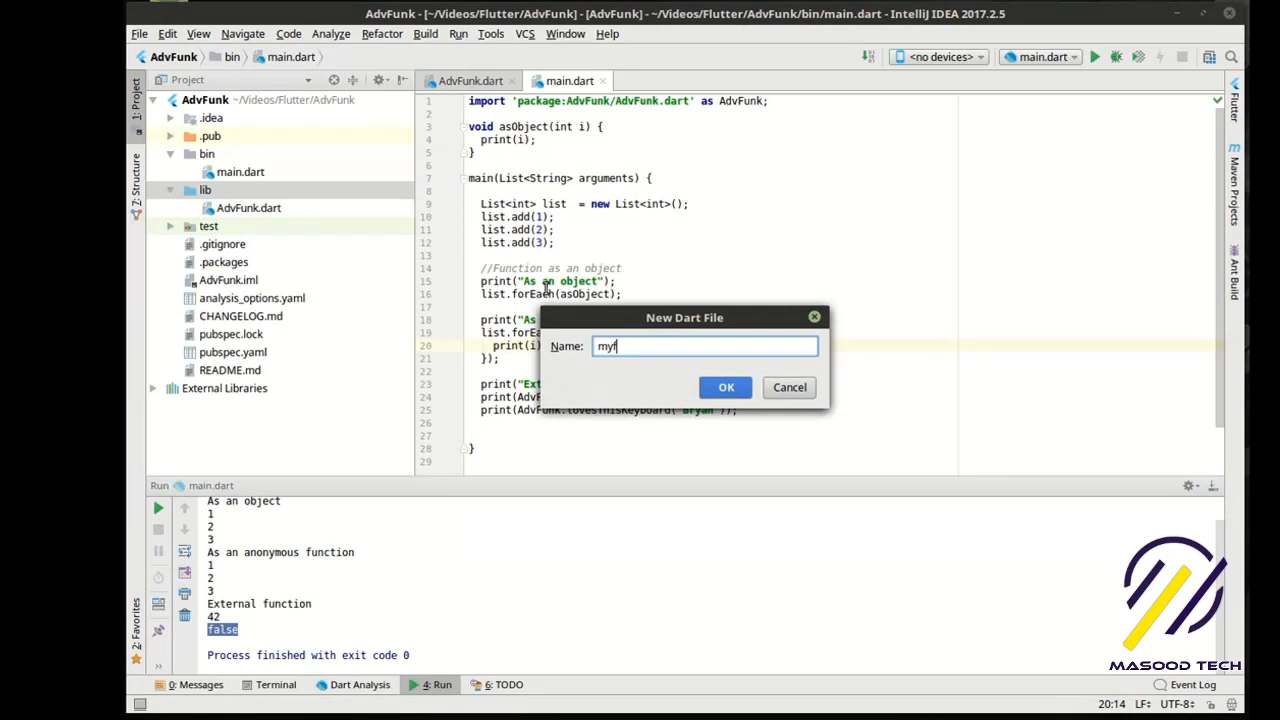 AdvFunk - [~/Videos/Flutter/AdvFunk] - [AdvFunk] - ~/Videos/Flutter/AdvFunk/bin/main.dart - IntelliJ IDEA 2017.2.5
File Edit View Navigate Code Analyze Refactor Build Run Tools VCS Window Help
AdvFunk bin main.dart <no devices> main.dart
Project AdvFunk.dart main.dart
1: Project
7: Structure
2: Favorites
AdvFunk ~/Videos/Flutter/AdvFunk
.idea
.pub
bin
main.dart
lib
AdvFunk.dart
test
.gitignore
.packages
AdvFunk.iml
analysis_options.yaml
CHANGELOG.md
pubspec.lock
pubspec.yaml
README.md
External Libraries
1 import 'package:AdvFunk/AdvFunk.dart' as AdvFunk;
2
3 void asObject(int i) {
4 print(i);
5 }
6
7 main(List<String> arguments) {
8
9 List<int> list = new List<int>();
10 list.add(1);
11 list.add(2);
12 list.add(3);
13
14 //Function as an object
15 print("As an object");
16 list.forEach(asObject);
17
18 print("As
19 list.forE
20 print(i)
21 });
22
23 print("Ext
24 print(Adv
25 print(AdvFunk.lovesThisKeyboard("Bryan"));
26
27
28 }
29
New Dart File
Name: myf
OK Cancel
Flutter
Maven Projects
Ant Build
Run main.dart
As an object
1
2
3
As an anonymous function
1
2
3
External function
42
false
Process finished with exit code 0
MASOOD TECH
0: Messages Terminal Dart Analysis 4: Run 6: TODO Event Log
20:14 LF÷ UTF-8÷